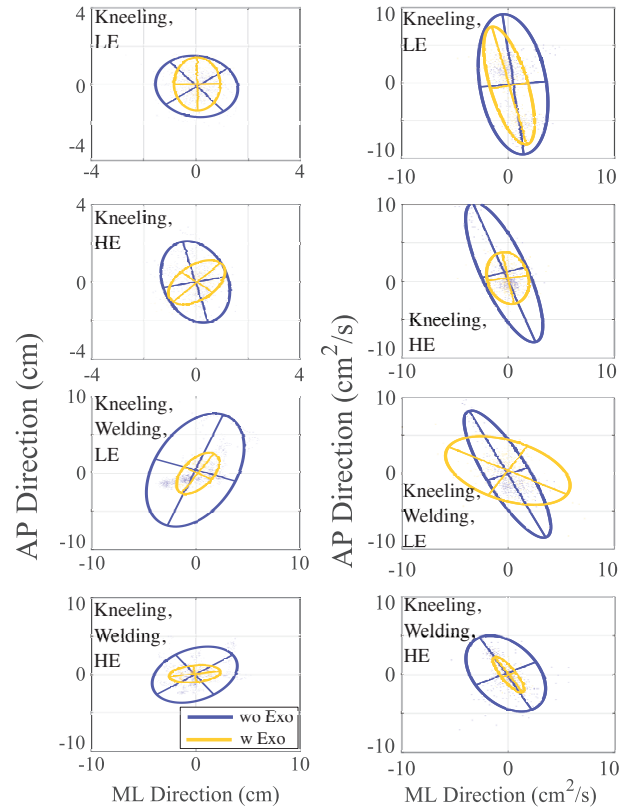 4
Kneeling,
LE
0
-4
-4
0
4
10
Kneeling,
LE
0
-10
-10
0
10
4
Kneeling,
HE
0
-4
-4
0
4
10
0
Kneeling,
HE
-10
-10
0
10
10
Kneeling,
Welding,
LE
0
-10
-10
0
10
10
0
Kneeling,
Welding,
LE
-10
-10
0
10
10
Kneeling,
Welding,
HE
0
wo Exo
w Exo
-10
-10
0
10
10
Kneeling,
Welding,
HE
0
-10
-10
0
10
AP Direction (cm)
AP Direction (cm²/s)
ML Direction (cm)
ML Direction (cm²/s)